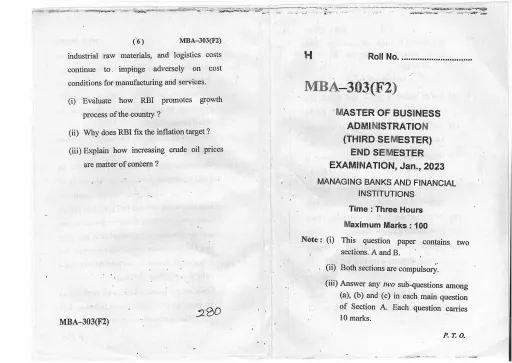 ( 6 ) MBA–303(F2)
industrial raw materials, and logistics costs
continue to impinge adversely on cost
conditions for manufacturing and services.
(i) Evaluate how RBI promotes growth
process of the country ?
(ii) Why does RBI fix the inflation target ?
(iii) Explain how increasing crude oil prices
are matter of concern ?
280
MBA–303(F2)
H Roll No. ..............................
MBA–303(F2)
MASTER OF BUSINESS
ADMINISTRATION
(THIRD SEMESTER)
END SEMESTER
EXAMINATION, Jan., 2023
MANAGING BANKS AND FINANCIAL
INSTITUTIONS
Time : Three Hours
Maximum Marks : 100
Note : (i) This question paper contains two
sections. A and B.
(ii) Both sections are compulsory.
(iii) Answer any two sub-questions among
(a), (b) and (c) in each main question
of Section A. Each question carries
10 marks.
P. T. O.